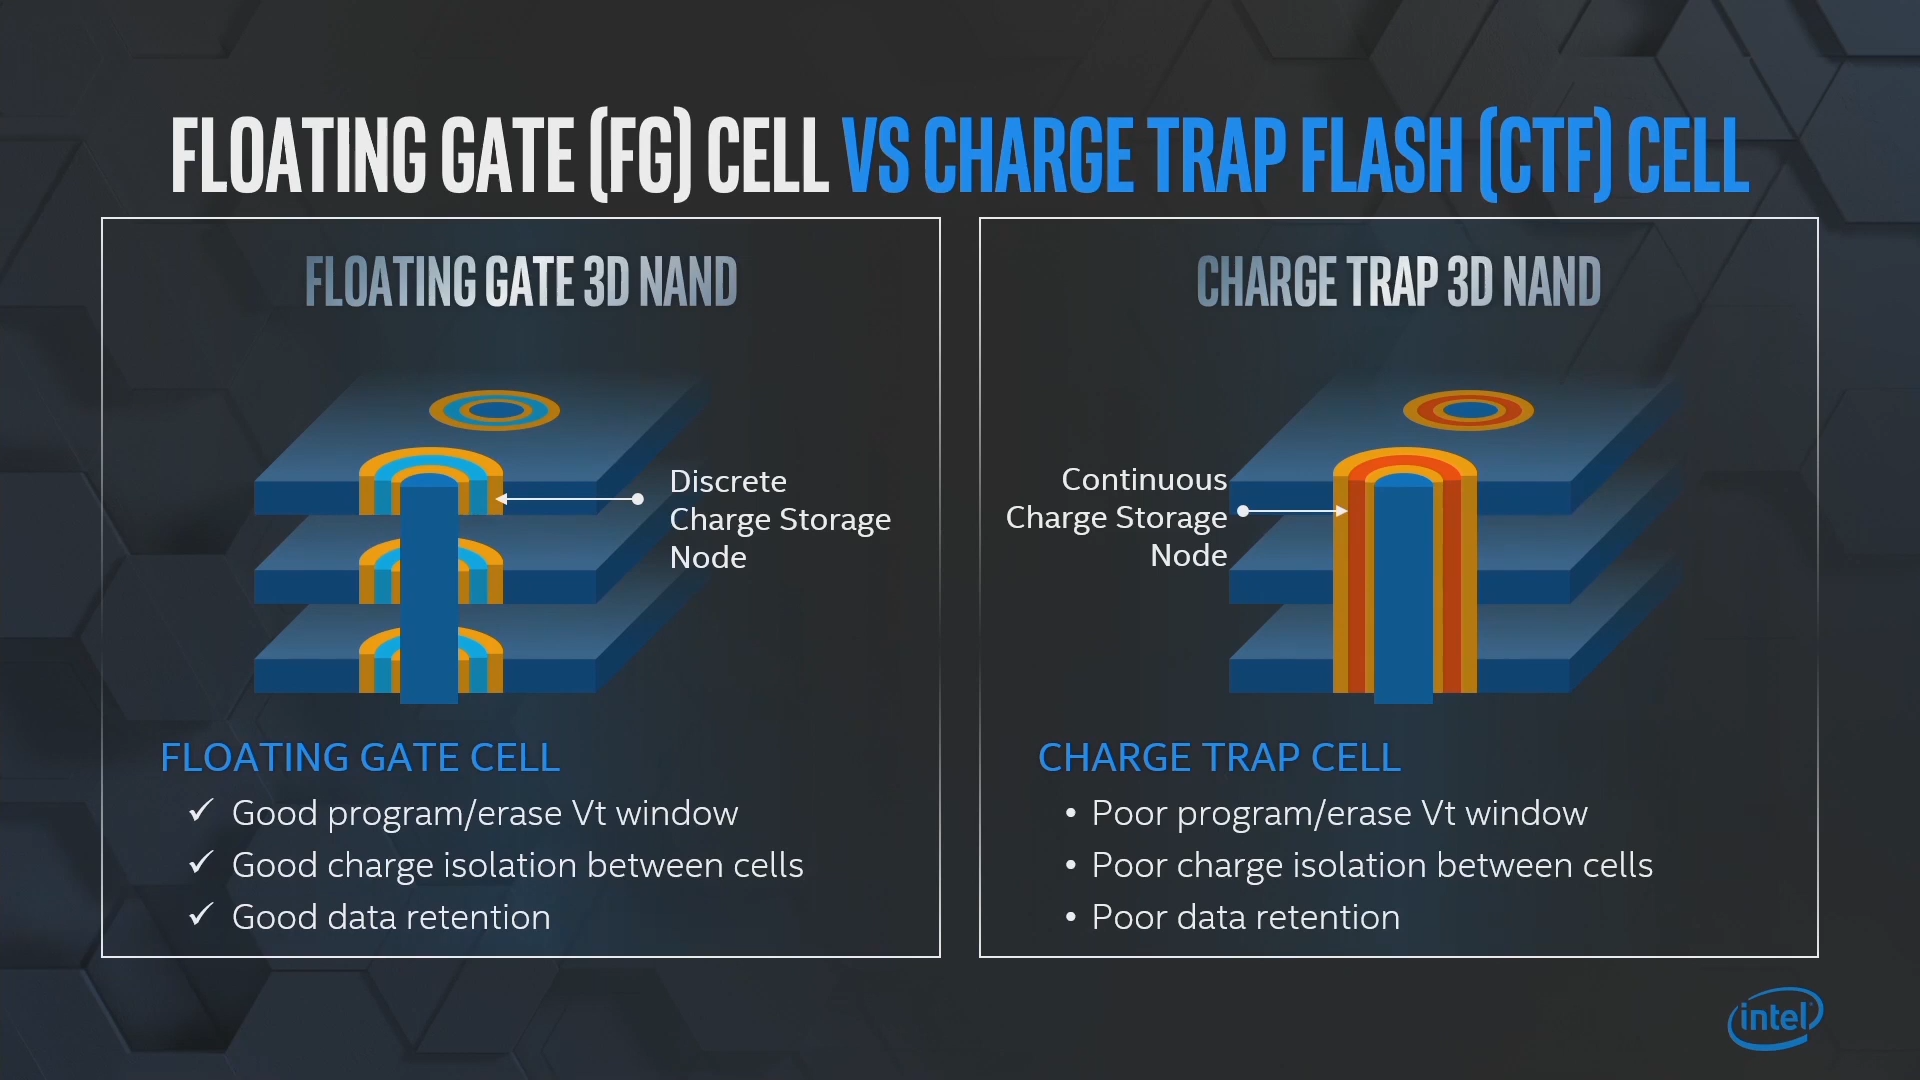 FLOATING GATE (FG) CELL VS CHARGE TRAP FLASH (CTF) CELL
FLOATING GATE 3D NAND
Discrete
Charge Storage
Node
FLOATING GATE CELL
✓ Good program/erase Vt window
✓ Good charge isolation between cells
✓ Good data retention
CHARGE TRAP 3D NAND
Continuous
Charge Storage
Node
CHARGE TRAP CELL
• Poor program/erase Vt window
• Poor charge isolation between cells
• Poor data retention
intel